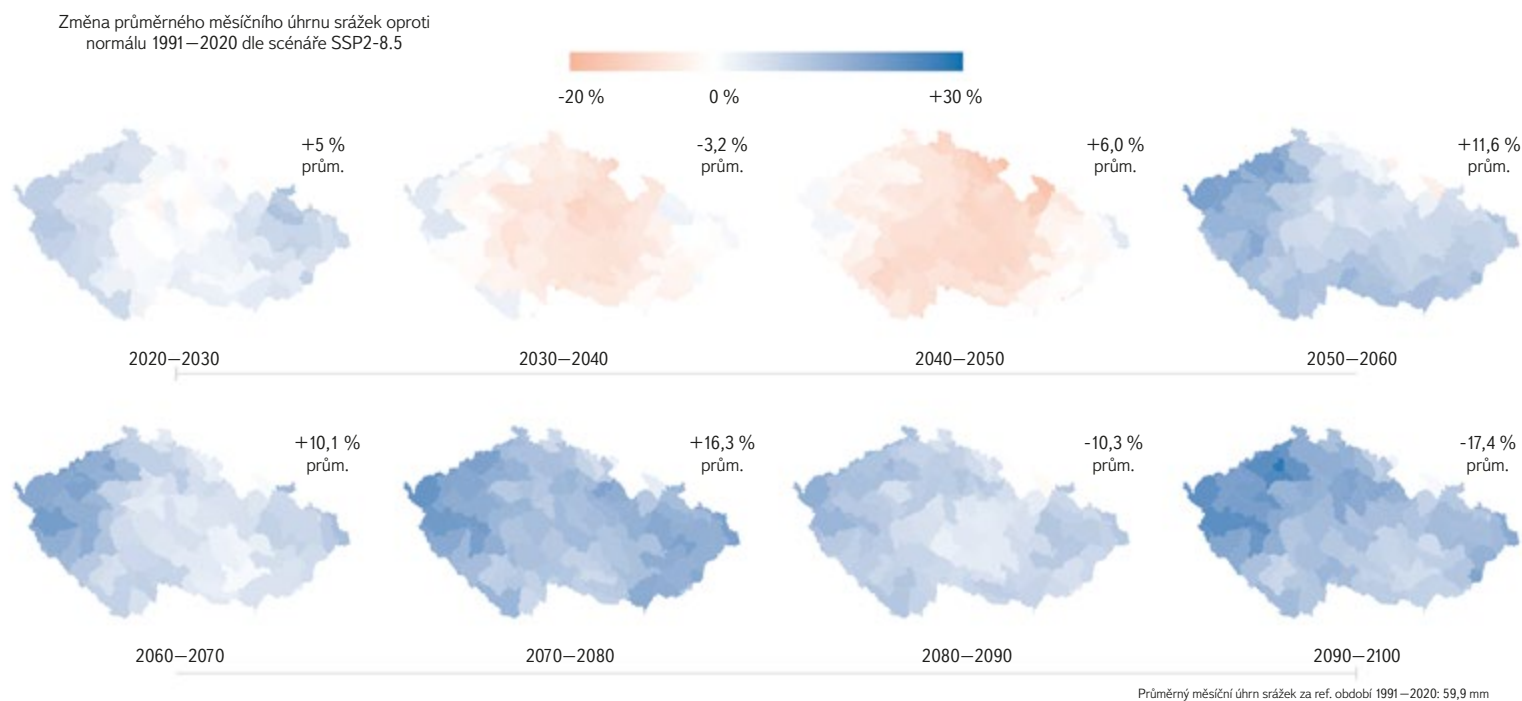 Změna průměrného měsíčního úhrnu srážek oproti
normálu 1991–2020 dle scénáře SSP2-8.5
-20 %
0 %
+30 %
+5 %
prům.
-3,2 %
prům.
+6,0 %
prům.
+11,6 %
prům.
2020–2030
2030–2040
2040–2050
2050–2060
+10,1 %
prům.
+16,3 %
prům.
-10,3 %
prům.
-17,4 %
prům.
2060–2070
2070–2080
2080–2090
2090–2100
Průměrný měsíční úhrn srážek za ref. období 1991–2020: 59,9 mm